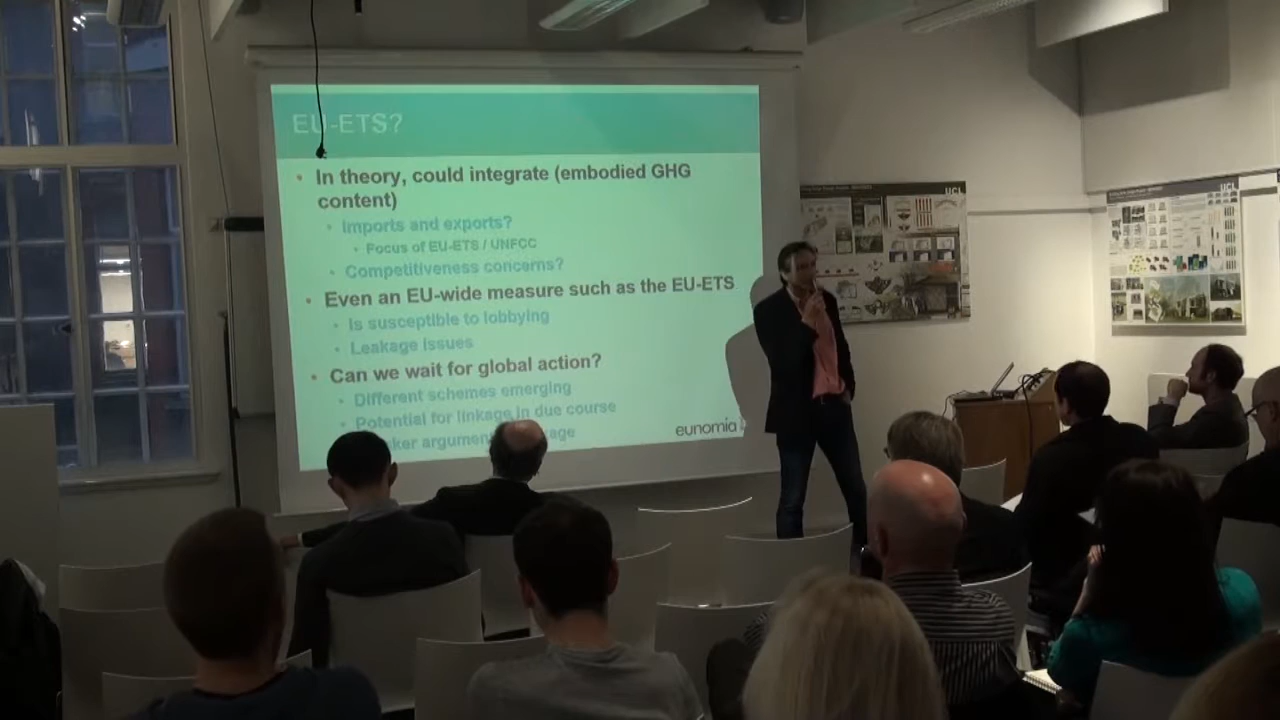 EU-ETS?
In theory, could integrate (embodied GHG
content)
Imports and exports?
Focus of EU-ETS / UNFCC
Competitiveness concerns?
Even an EU-wide measure such as the EU-ETS
Is susceptible to lobbying
Leakage issues
Can we wait for global action?
Different schemes emerging
Potential for linkage in due course
eunomia
UCL
UCL